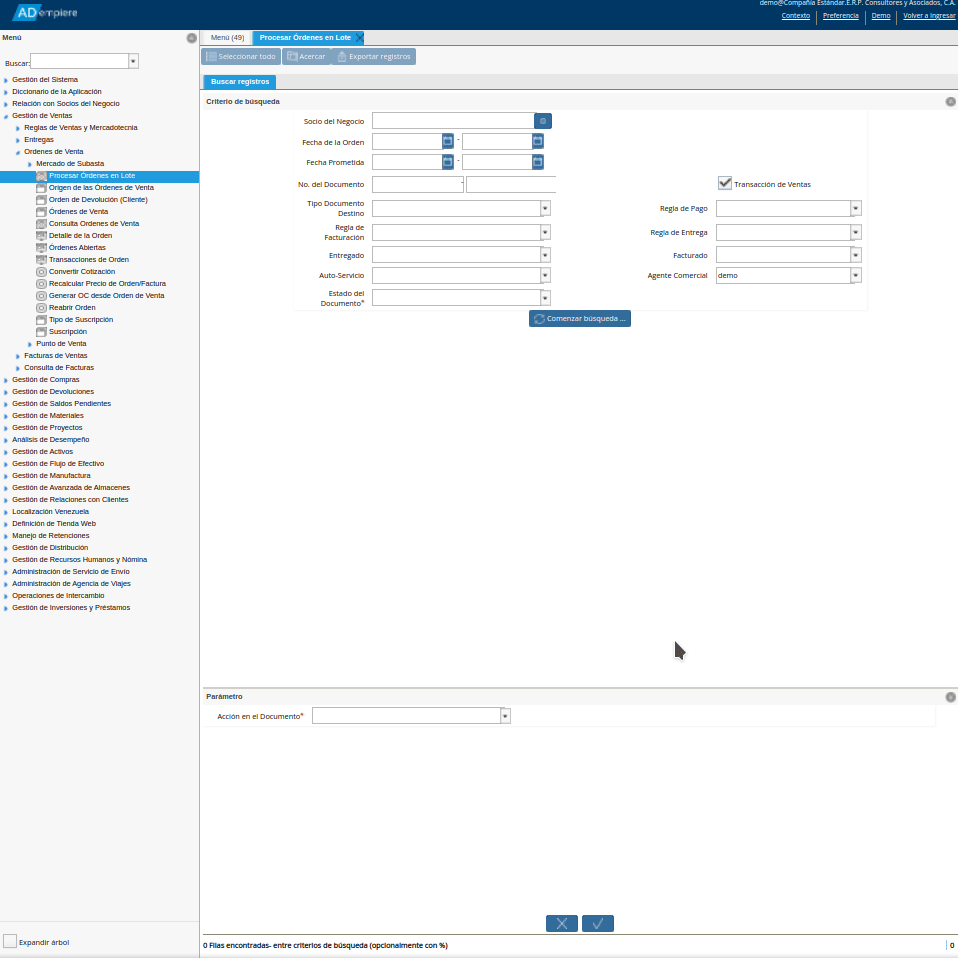 demo@Compañía Estándar.E.R.P. Consultores y Asociados, C.A.
ADempiere
Contexto Preferencia Demo Volver a ingresar
Menú
Buscar:
Gestión del Sistema
Diccionario de la Aplicación
Relación con Socios del Negocio
Gestión de Ventas
Reglas de Ventas y Mercadotecnia
Entregas
Ordenes de Venta
Mercado de Subasta
Procesar Órdenes en Lote
Origen de las Órdenes de Venta
Orden de Devolución (Cliente)
Órdenes de Venta
Consulta Ordenes de Venta
Detalle de la Orden
Órdenes Abiertas
Transacciones de Orden
Convertir Cotización
Recalcular Precio de Orden/Factura
Generar OC desde Orden de Venta
Reabrir Orden
Tipo de Suscripción
Suscripción
Punto de Venta
Facturas de Ventas
Consulta de Facturas
Gestión de Compras
Gestión de Devoluciones
Gestión de Saldos Pendientes
Gestión de Materiales
Gestión de Proyectos
Análisis de Desempeño
Gestión de Activos
Gestión de Flujo de Efectivo
Gestión de Manufactura
Gestión de Avanzada de Almacenes
Gestión de Relaciones con Clientes
Localización Venezuela
Definición de Tienda Web
Manejo de Retenciones
Gestión de Distribución
Gestión de Recursos Humanos y Nómina
Administración de Servicio de Envío
Administración de Agencia de Viajes
Operaciones de Intercambio
Gestión de Inversiones y Préstamos
Expandir árbol
Menú (49) Procesar Órdenes en Lote
Seleccionar todo Acercar Exportar registros
Buscar registros
Criterio de búsqueda
Socio del Negocio
Fecha de la Orden -
Fecha Prometida -
No. del Documento - Transacción de Ventas
Tipo Documento
Destino
Regla de Pago
Regla de
Facturación
Regla de Entrega
Entregado Facturado
Auto-Servicio Agente Comercial demo
Estado del
Documento*
Comenzar búsqueda ...
Parámetro
Acción en el Documento*
0 Filas encontradas- entre criterios de búsqueda (opcionalmente con %) 0